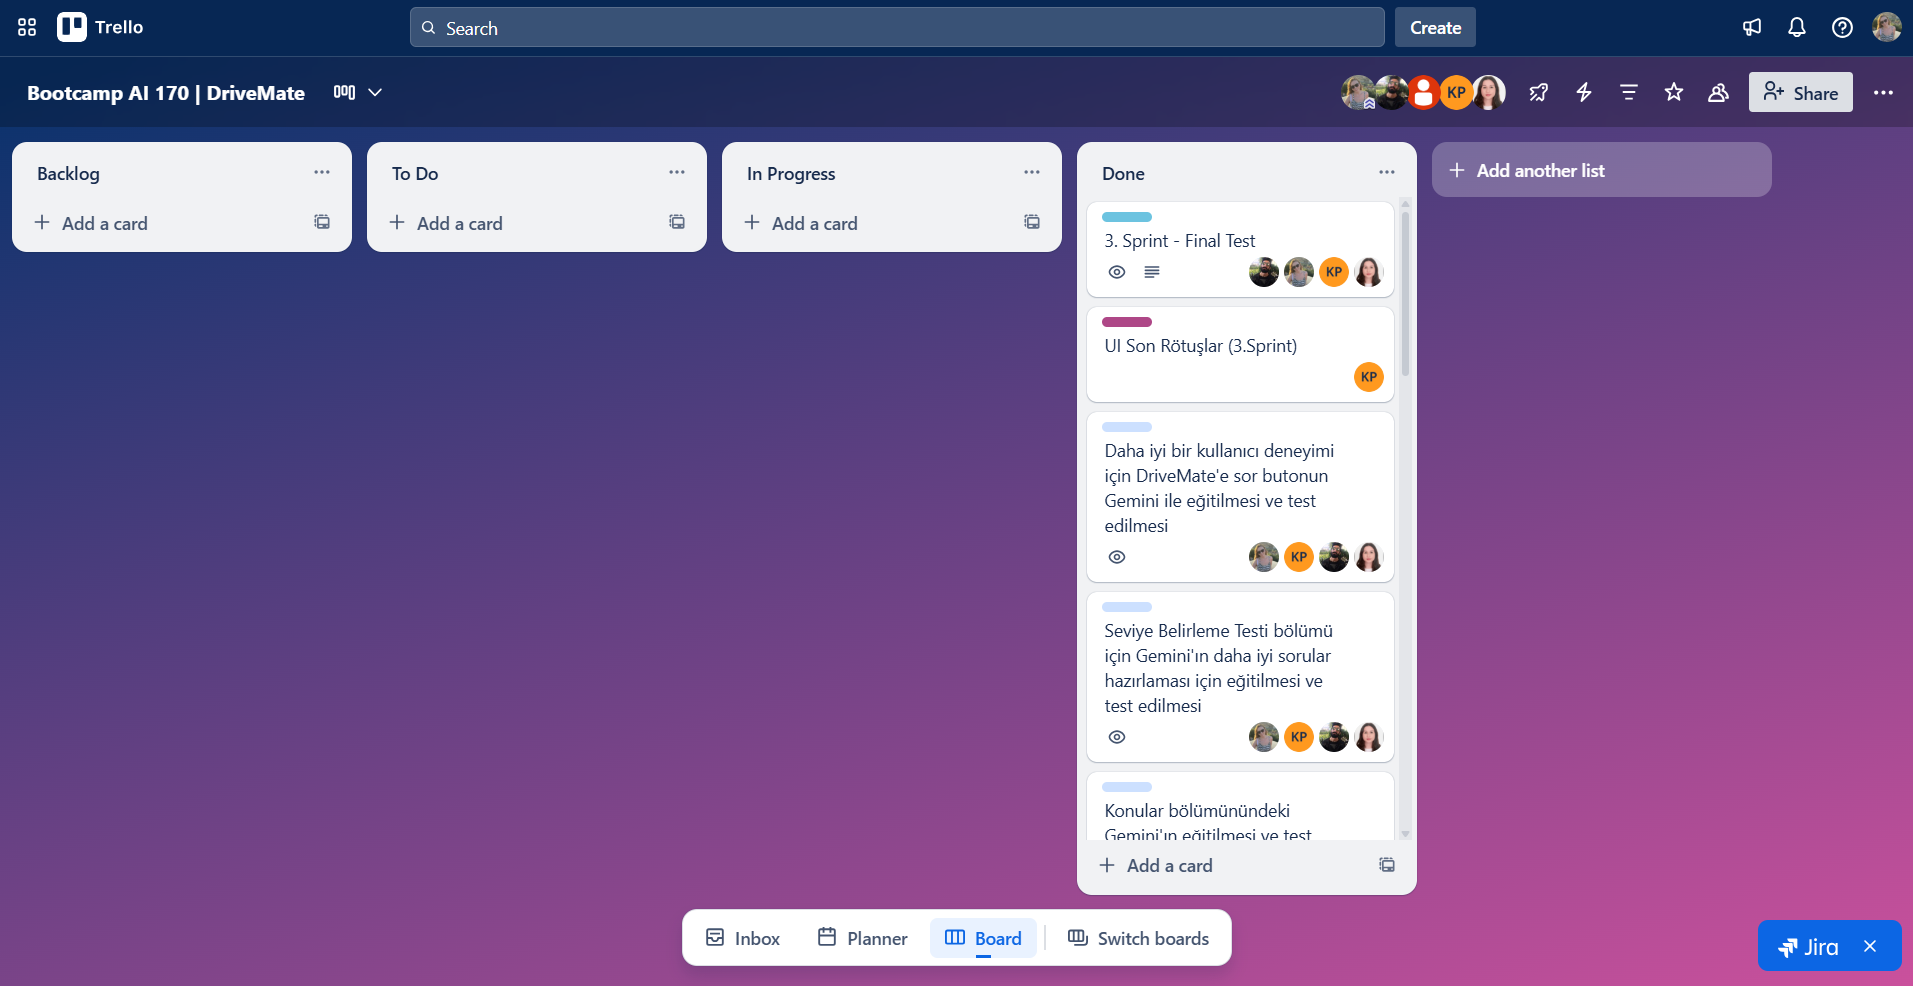 Trello
Search
Create
Bootcamp AI 170 | DriveMate
KP
Share
Backlog
Add a card
To Do
Add a card
In Progress
Add a card
Done
3. Sprint - Final Test
KP
UI Son Rötuşlar (3.Sprint)
KP
Daha iyi bir kullanıcı deneyimi
için DriveMate'e sor butonun
Gemini ile eğitilmesi ve test
edilmesi
KP
Seviye Belirleme Testi bölümü
için Gemini'ın daha iyi sorular
hazırlaması için eğitilmesi ve
test edilmesi
KP
Konular bölümünündeki
Gemini'ın eğitilmesi ve test
Add a card
Add another list
Inbox
Planner
Board
Switch boards
Jira